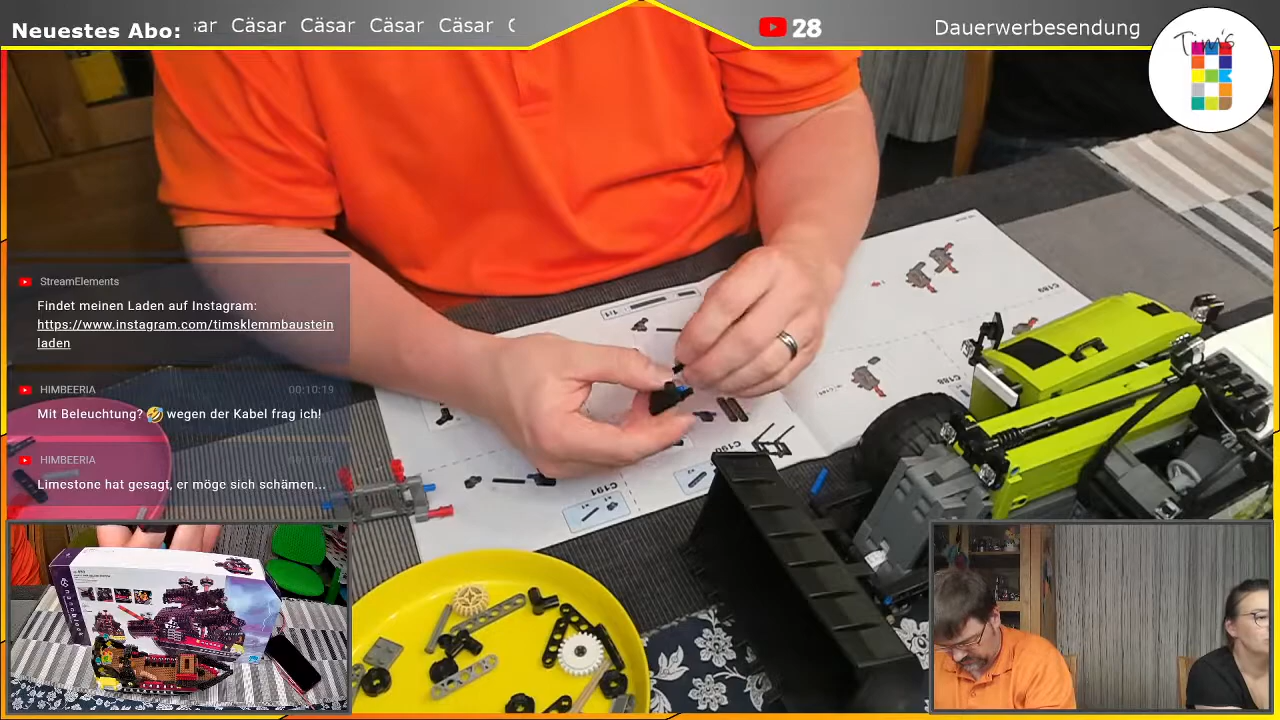 Neuestes Abo:
Cäsar Cäsar Cäsar Cäsar
28
Dauerwerbesendung
Tim's
StreamElements
Findet meinen Laden auf Instagram:
https://www.instagram.com/timsklemmbaustein
laden
HIMBEERIA 00:10:19
Mit Beleuchtung? 🤣 wegen der Kabel frag ich!
HIMBEERIA
Limestone hat gesagt, er möge sich schämen...
C189
C188
C190
C191